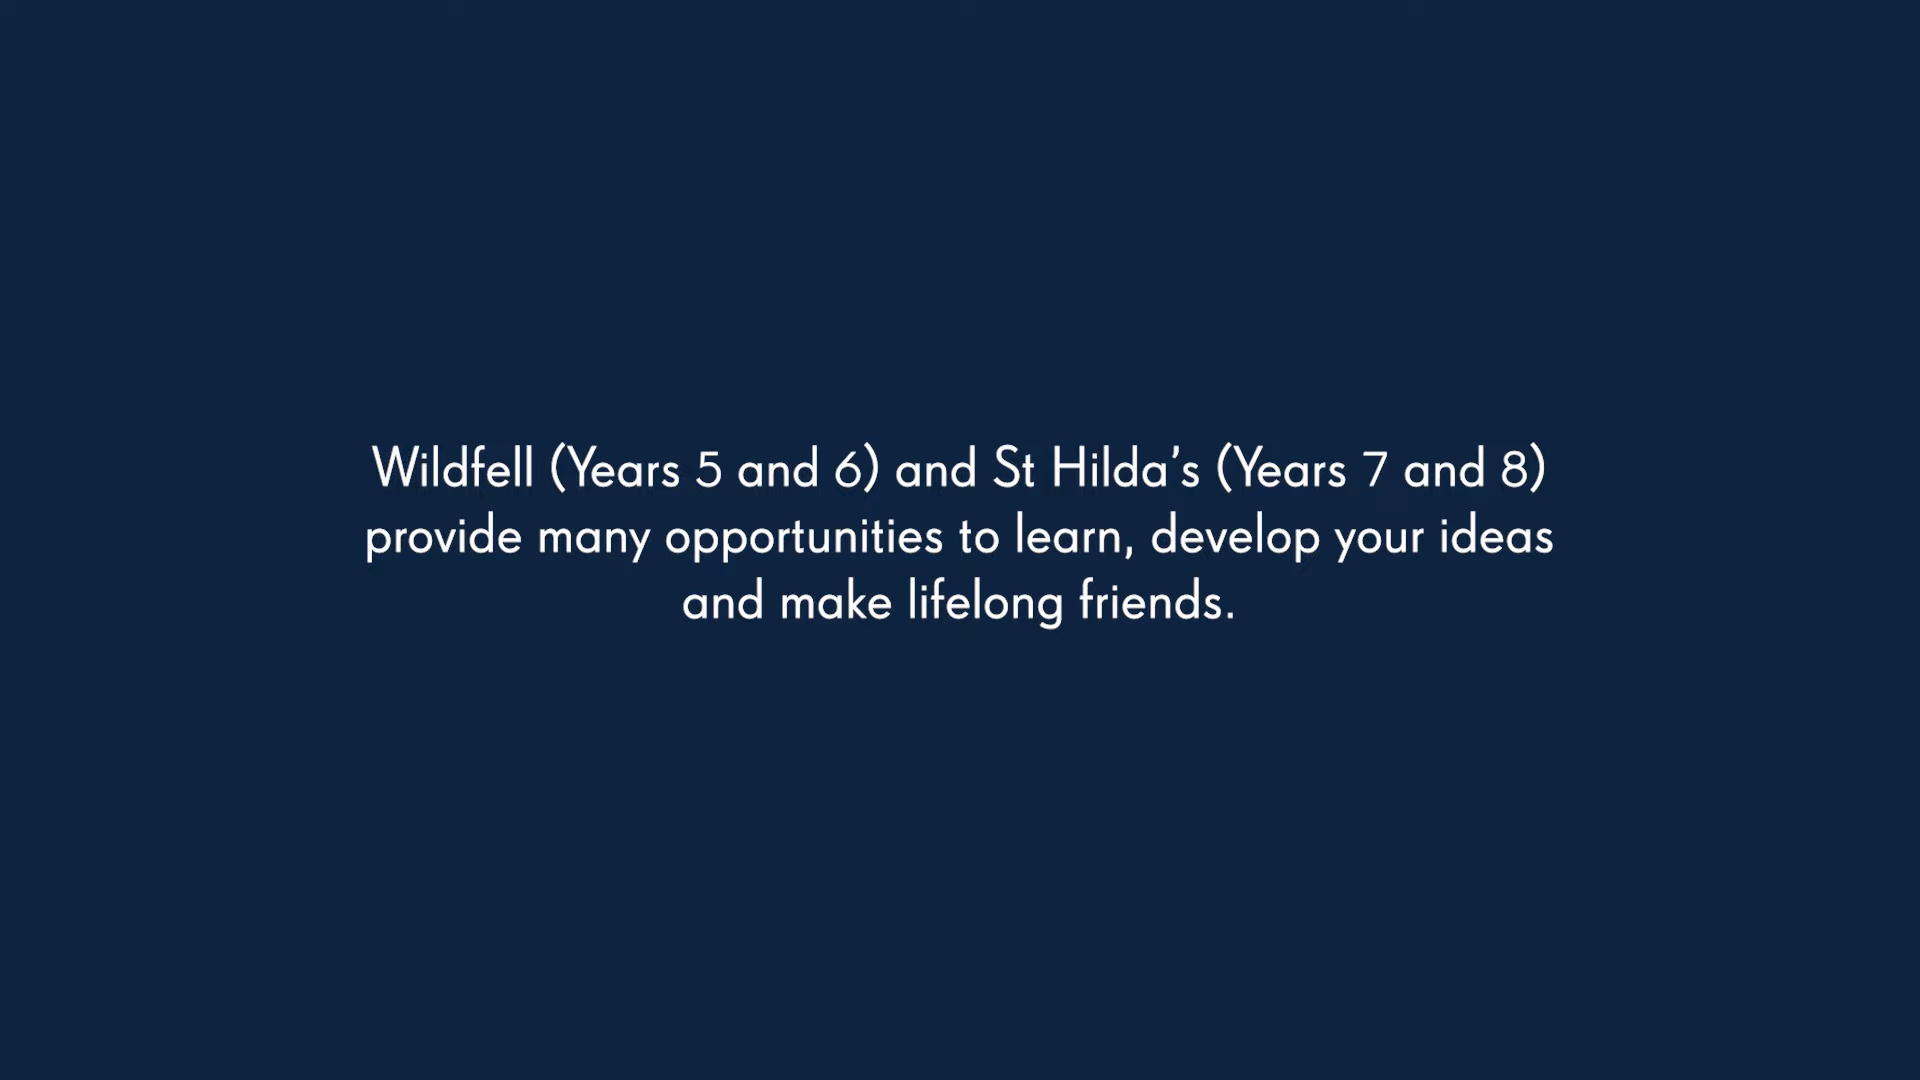 Wildfell (Years 5 and 6) and St Hilda’s (Years 7 and 8)
provide many opportunities to learn, develop your ideas
and make lifelong friends.